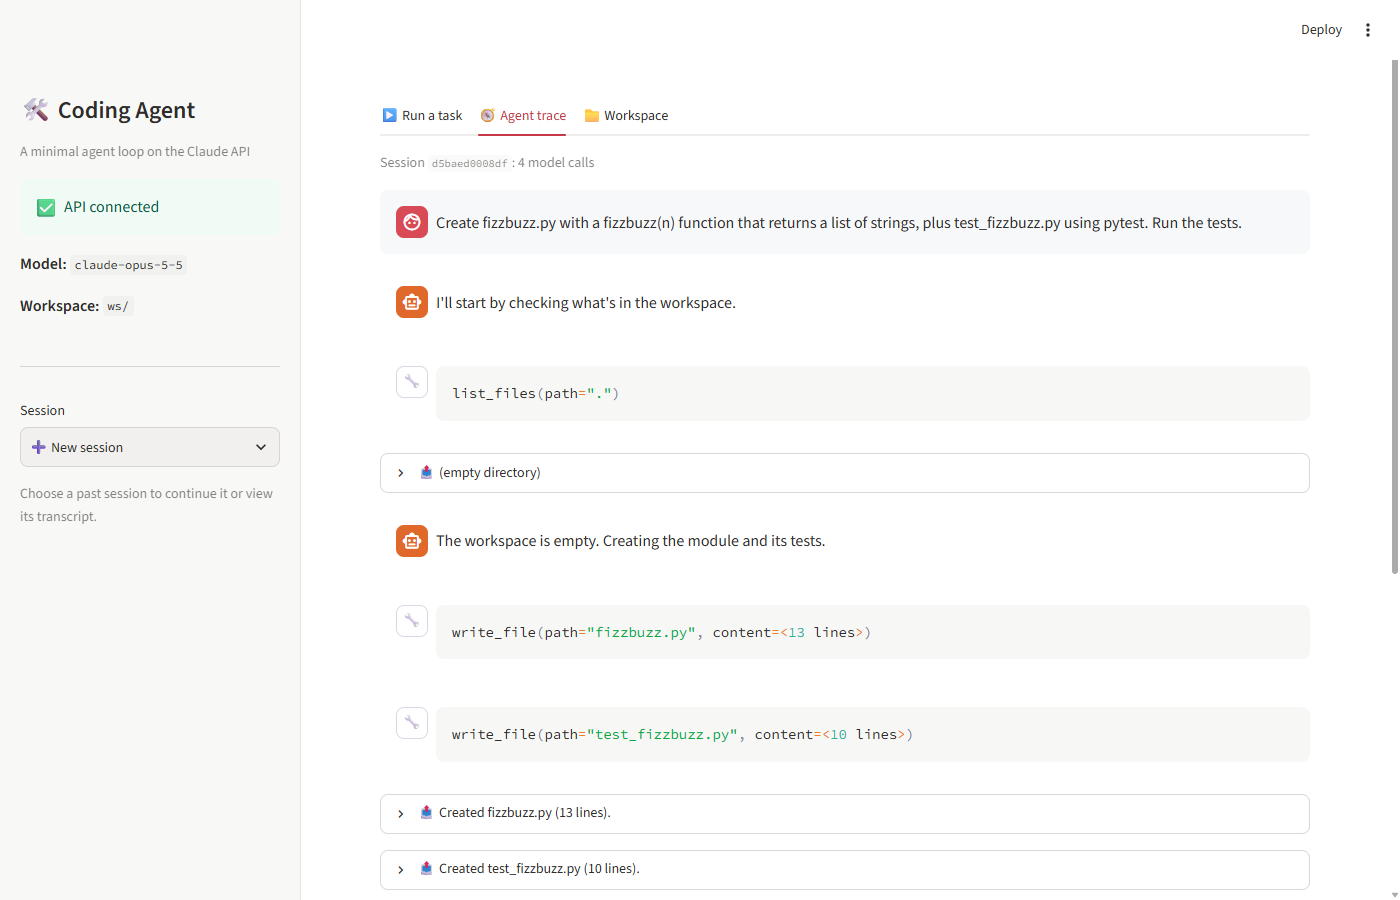 Deploy
Coding Agent
A minimal agent loop on the Claude API
API connected
Model: claude-opus-5-5
Workspace: ws/
Session
New session
Choose a past session to continue it or view
its transcript.
Run a task
Agent trace
Workspace
Session d5baed0008df : 4 model calls
Create fizzbuzz.py with a fizzbuzz(n) function that returns a list of strings, plus test_fizzbuzz.py using pytest. Run the tests.
I'll start by checking what's in the workspace.
list_files(path=".")
(empty directory)
The workspace is empty. Creating the module and its tests.
write_file(path="fizzbuzz.py", content=<13 lines>)
write_file(path="test_fizzbuzz.py", content=<10 lines>)
Created fizzbuzz.py (13 lines).
Created test_fizzbuzz.py (10 lines).